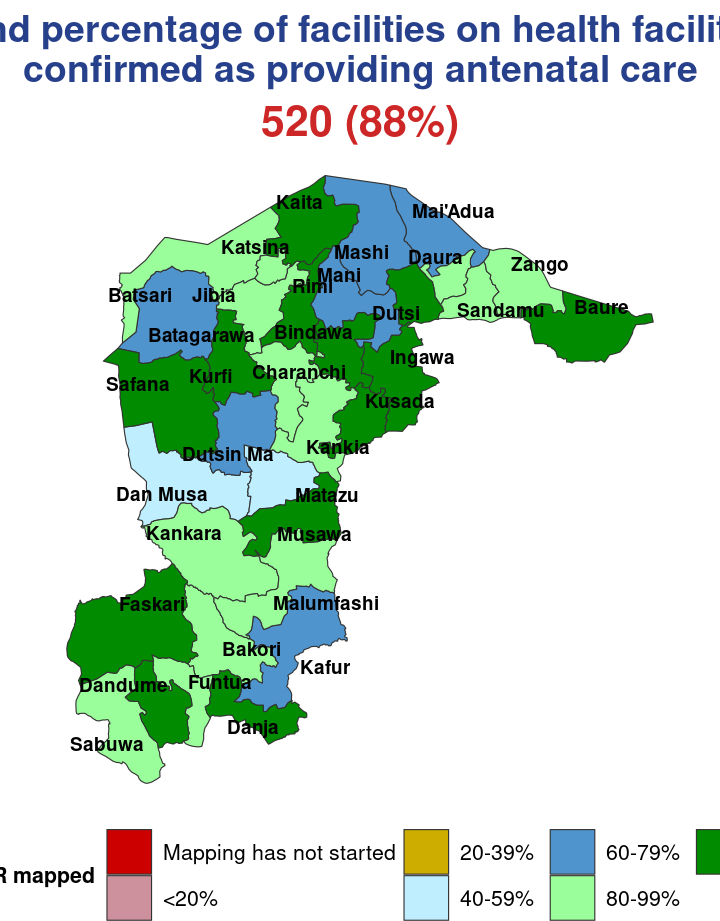 nd percentage of facilities on health facilit
confirmed as providing antenatal care
520 (88%)
Kaita
Mai'Adua
Katsina
Mashi
Daura
Zango
Mani
Rimi
Batsari
Jibia
Baure
Sandamu
Dutsi
Batagarawa
Bindawa
Ingawa
Charanchi
Kurfi
Safana
Kusada
Kankia
Dutsin Ma
Dan Musa
Matazu
Kankara
Musawa
Faskari
Malumfashi
Bakori
Kafur
Funtua
Dandume
Danja
Sabuwa
R mapped
Mapping has not started
20-39%
60-79%
<20%
40-59%
80-99%